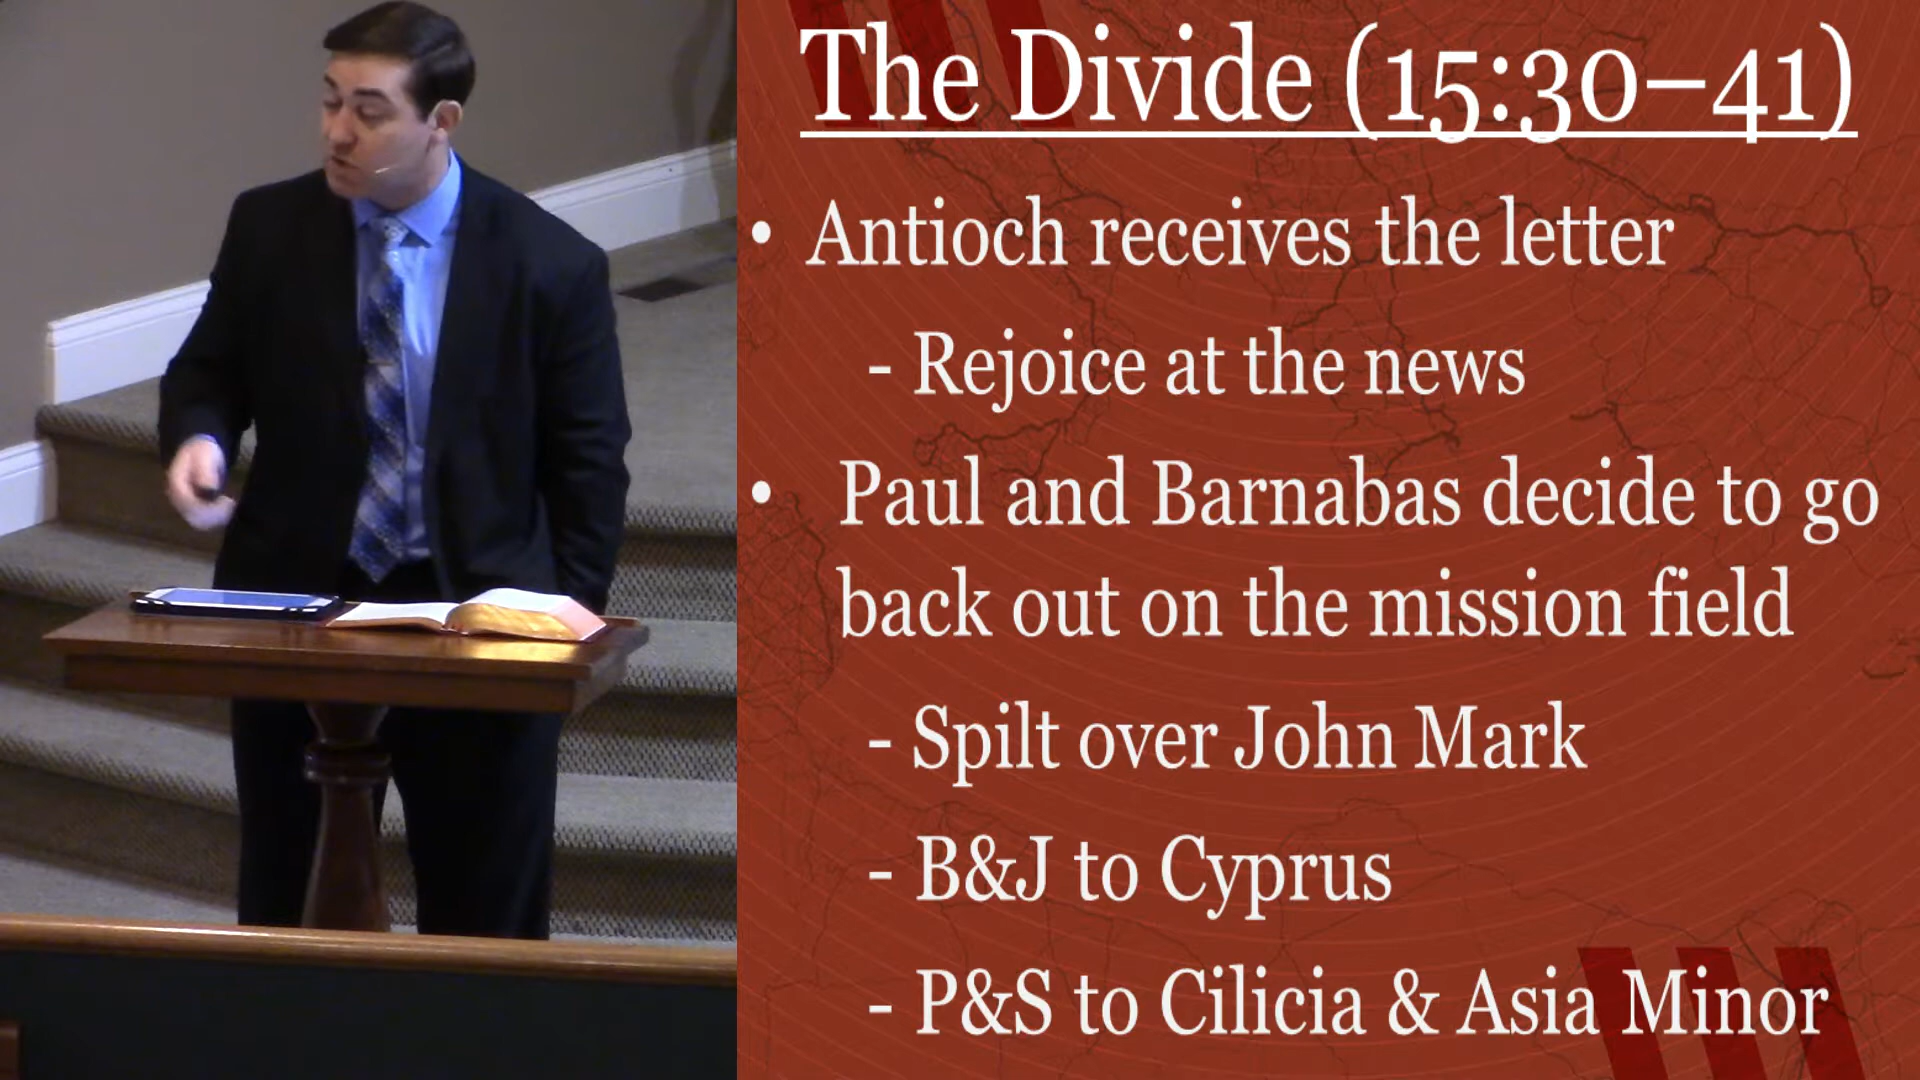 The Divide (15:30–41)
• Antioch receives the letter
- Rejoice at the news
• Paul and Barnabas decide to go
back out on the mission field
- Spilt over John Mark
- B&J to Cyprus
- P&S to Cilicia & Asia Minor